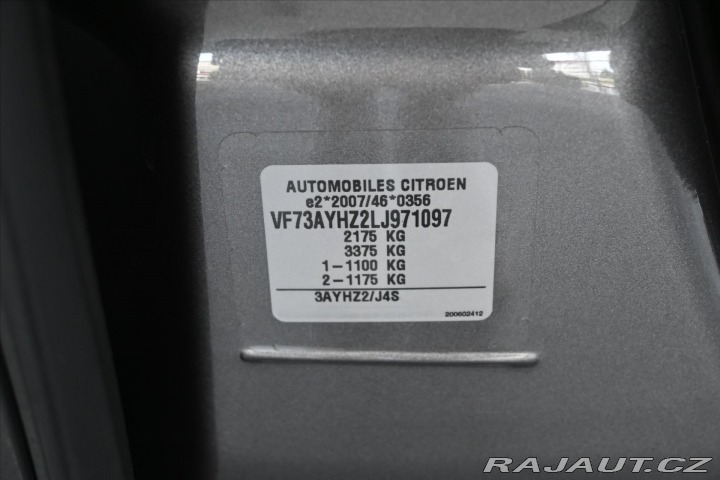 AUTOMOBILES CITROEN
e2*2007/46*0356
VF73AYHZ2LJ971097
2175 KG
3375 KG
1-1100 KG
2-1175 KG
3AYHZ2/J4S
200602412
RAJAUT.CZ